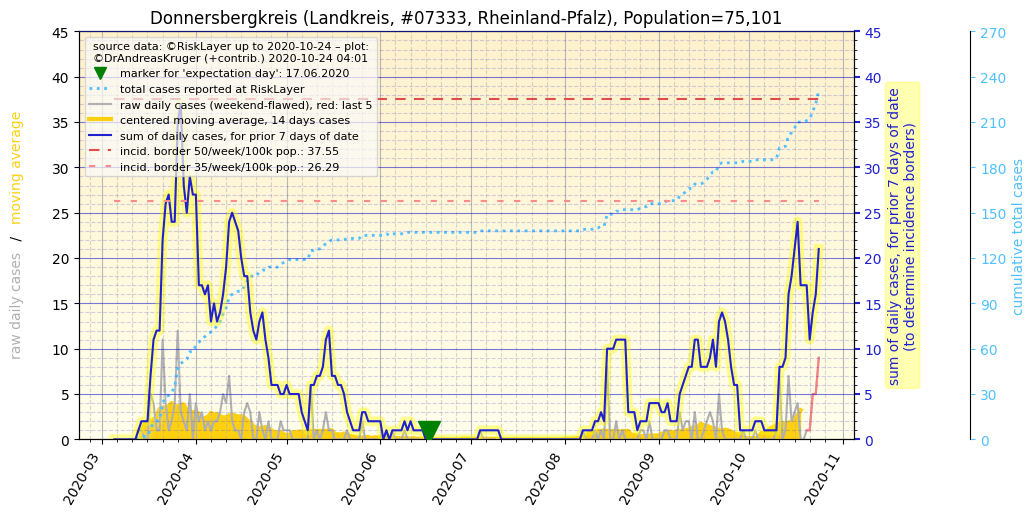 Donnersbergkreis (Landkreis, #07333, Rheinland-Pfalz), Population=75,101
source data: ©RiskLayer up to 2020-10-24 – plot:
©DrAndreasKruger (+contrib.) 2020-10-24 04:01
marker for 'expectation day': 17.06.2020
total cases reported at RiskLayer
raw daily cases (weekend-flawed), red: last 5
centered moving average, 14 days cases
sum of daily cases, for prior 7 days of date
incid. border 50/week/100k pop.: 37.55
incid. border 35/week/100k pop.: 26.29
raw daily cases / moving average
45
40
35
30
25
20
15
10
5
0
2020-03
2020-04
2020-05
2020-06
2020-07
2020-08
2020-09
2020-10
2020-11
45
40
35
30
25
20
15
10
5
0
sum of daily cases, for prior 7 days of date
(to determine incidence borders)
270
240
210
180
150
120
90
60
30
0
cumulative total cases